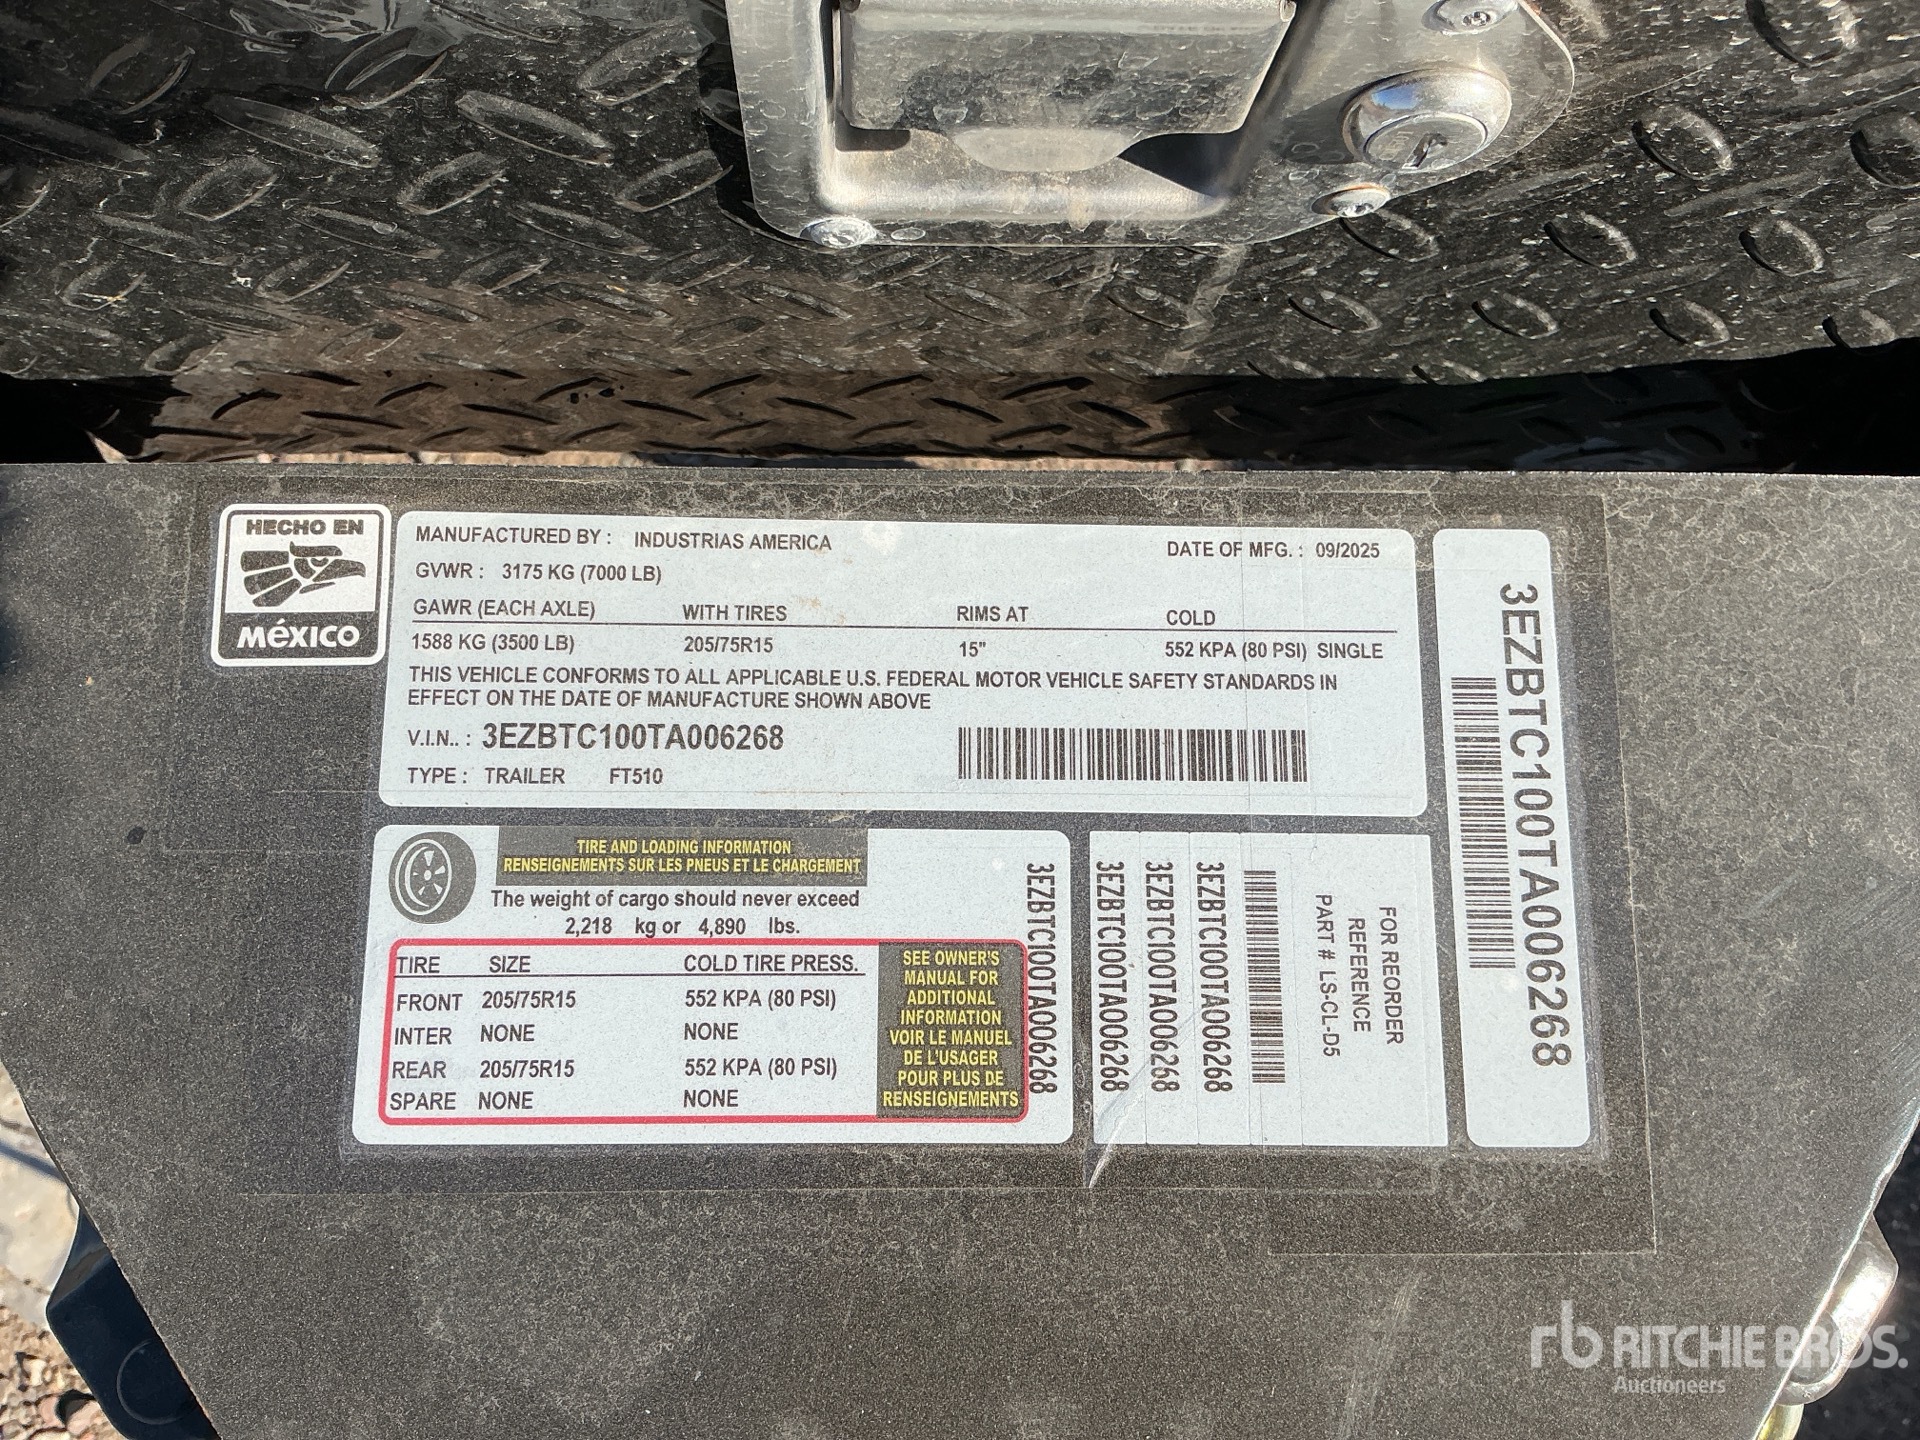 HECHO EN
MéXICO
MANUFACTURED BY : INDUSTRIAS AMERICA DATE OF MFG. : 09/2025
GVWR : 3175 KG (7000 LB)
GAWR (EACH AXLE) WITH TIRES RIMS AT COLD
1588 KG (3500 LB) 205/75R15 15" 552 KPA (80 PSI) SINGLE
THIS VEHICLE CONFORMS TO ALL APPLICABLE U.S. FEDERAL MOTOR VEHICLE SAFETY STANDARDS IN
EFFECT ON THE DATE OF MANUFACTURE SHOWN ABOVE
V.I.N.. : 3EZBTC100TA006268
TYPE : TRAILER FT510
3EZBTC100TA006268
TIRE AND LOADING INFORMATION
RENSEIGNEMENTS SUR LES PNEUS ET LE CHARGEMENT
The weight of cargo should never exceed
2,218 kg or 4,890 lbs.
TIRE SIZE COLD TIRE PRESS.
FRONT 205/75R15 552 KPA (80 PSI)
INTER NONE NONE
REAR 205/75R15 552 KPA (80 PSI)
SPARE NONE NONE
SEE OWNER'S
MANUAL FOR
ADDITIONAL
INFORMATION
VOIR LE MANUEL
DE L'USAGER
POUR PLUS DE
RENSEIGNEMENTS
3EZBTC100TA006268
3EZBTC100TA006268
3EZBTC100TA006268
3EZBTC100TA006268
FOR REORDER
REFERENCE
PART # LS-CL-D5
rb RITCHIE BROS.
Auctioneers